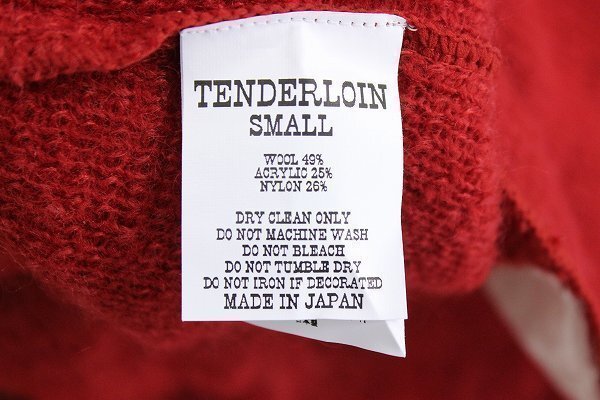 TENDERLOIN
SMALL
WOOL 49%
ACRYLIC 25%
NYLON 26%
DRY CLEAN ONLY
DO NOT MACHINE WASH
DO NOT BLEACH
DO NOT TUMBLE DRY
DO NOT IRON IF DECORATED
MADE IN JAPAN